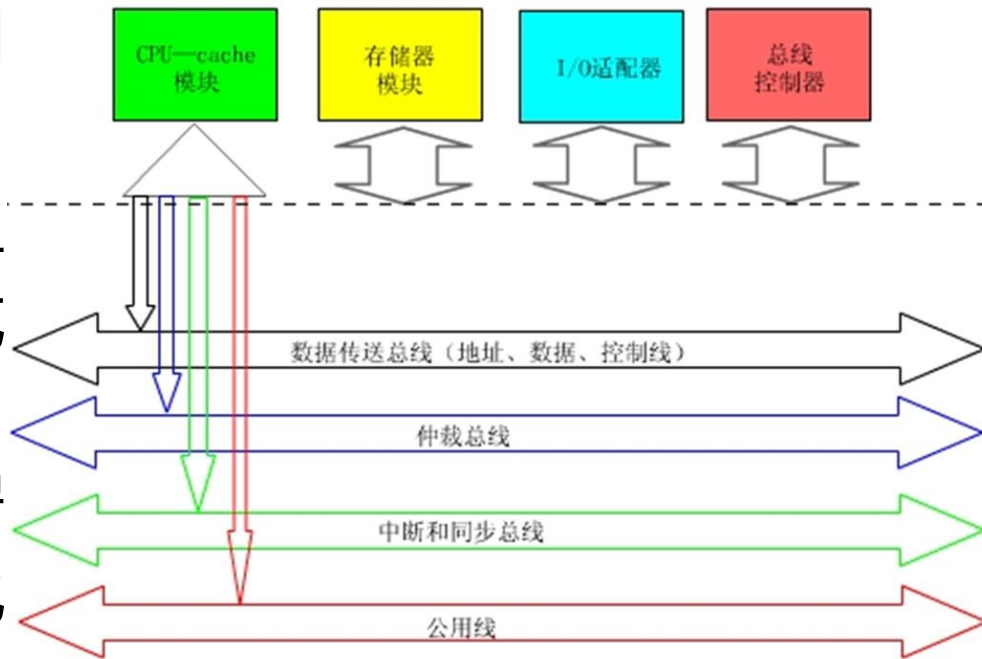 CPU—cache
模块
存储器
模块
I/O适配器
总线
控制器
数据传送总线（地址、数据、控制线）
仲裁总线
中断和同步总线
公用线